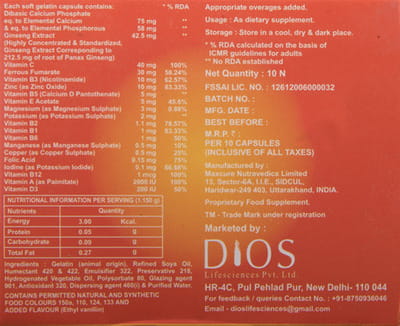 Each soft gelatin capsule contains: * % RDA
Dibasic Calcium Phosphate
eq. to Elemental Calcium 75 mg **
& eq. to Elemental Phosphorous 58 mg **
Ginseng Extract 42.5 mg **
(Highly Concentrated & Standardized,
Ginseng Extract Corresponding to
212.5 mg of root of Panax Ginseng)
Vitamin C 40 mg 100%
Ferrous Fumarate 30 mg 58.24%
Vitamin B3 (Nicotinamide) 10 mg 62.57%
Zinc (as Zinc Oxide) 10 mg 83.33%
Vitamin B5 (Calcium D Pantothenate) 5 mg **
Vitamin E Acetate 5 mg 45.6%
Magnesium (as Magnesium Sulphate) 3 mg 0.88%
Potassium (as Potassium Sulphate) 2 mg **
Vitamin B2 1.1 mg 78.57%
Vitamin B1 1 mg 83.33%
Vitamin B6 1 mg 50%
Manganese (as Manganese Sulphate) 0.5 mg 10%
Copper (as Copper Sulphate) 0.5 mg 25%
Folic Acid 0.15 mg 75%
Iodine (as Potassium Iodide) 0.1 mg 66.66%
Vitamin B12 1 mcg 100%
Vitamin A (as Palmitate) 2000 IU 100%
Vitamin D3 200 IU 50%
NUTRITIONAL INFORMATION PER SERVING (1.150 g)
Nutrients Quantity
Energy 3.00 Kcal.
Protein 0.05 g
Carbohydrate 0.09 g
Total Fat 0.27 g
Ingredients : Gelatin (animal origin), Refined Soya Oil,
Humectant 420 & 422, Emulsifier 322, Preservative 218,
Hydrogenated Vegetable Oil, Polysorbate 80, Glazing agent
901, Antioxidant 320, Dispersing agent 460(i) & Purified Water.
CONTAINS PERMITTED NATURAL AND SYNTHETIC
FOOD COLOURS 150s, 110, 124, 133 AND
ADDED FLAVOUR (Ethyl vanillin)
Appropriate overages added.
Usage : As dietary supplement.
Storage : Store in a cool, dry & dark place.
* % RDA calculated on the basis of
ICMR guidelines for adults
** No RDA established
Net Quantity : 10 N
FSSAI LIC. NO. : 12612006000032
BATCH NO. :
MFG. DATE :
BEST BEFORE :
M.R.P. ₹ :
PER 10 CAPSULES
(INCLUSIVE OF ALL TAXES)
Manufactured by :
Maxsure Nutravedics Limited
15, Sector-6A, I.I.E., SIDCUL,
Haridwar-249 403, Uttarakhand, INDIA.
Proprietary Food Supplement.
TM - Trade Mark under registration
Marketed by :
DIOS
Lifesciences Pvt. Ltd.
HR-4C, Pul Pehlad Pur, New Delhi- 110 044
For feedback / queries Contact No. : +91-8750936046
Email - dioslifesciences@gmail.com